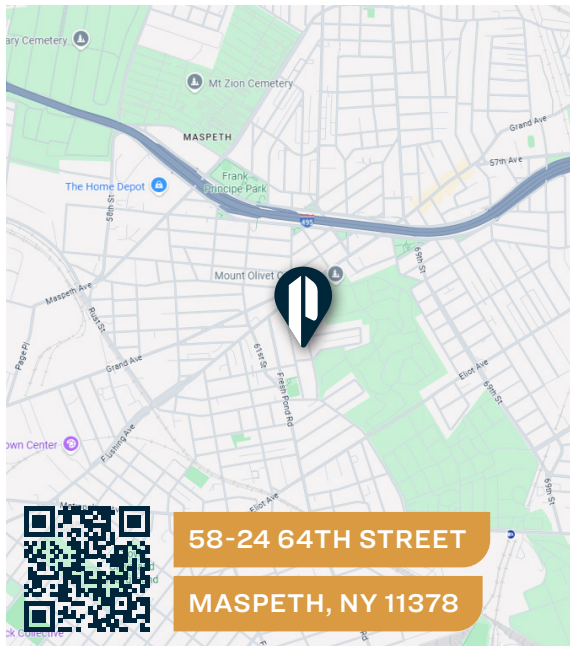 ary Cemetery
Mt Zion Cemetery
MASPETH
Grand Ave
57th Ave
Frank
Principe Park
The Home Depot
58th St
495
69th St
Mount Olivet C
Maspeth Ave
Rust St
Page Pl
Grand Ave
61st St
Fresh Pond Rd
Eliot Ave
69th St
Flushing Ave
own Center
Eliot Ave
69th St
58-24 64TH STREET
MASPETH, NY 11378
ck Collective